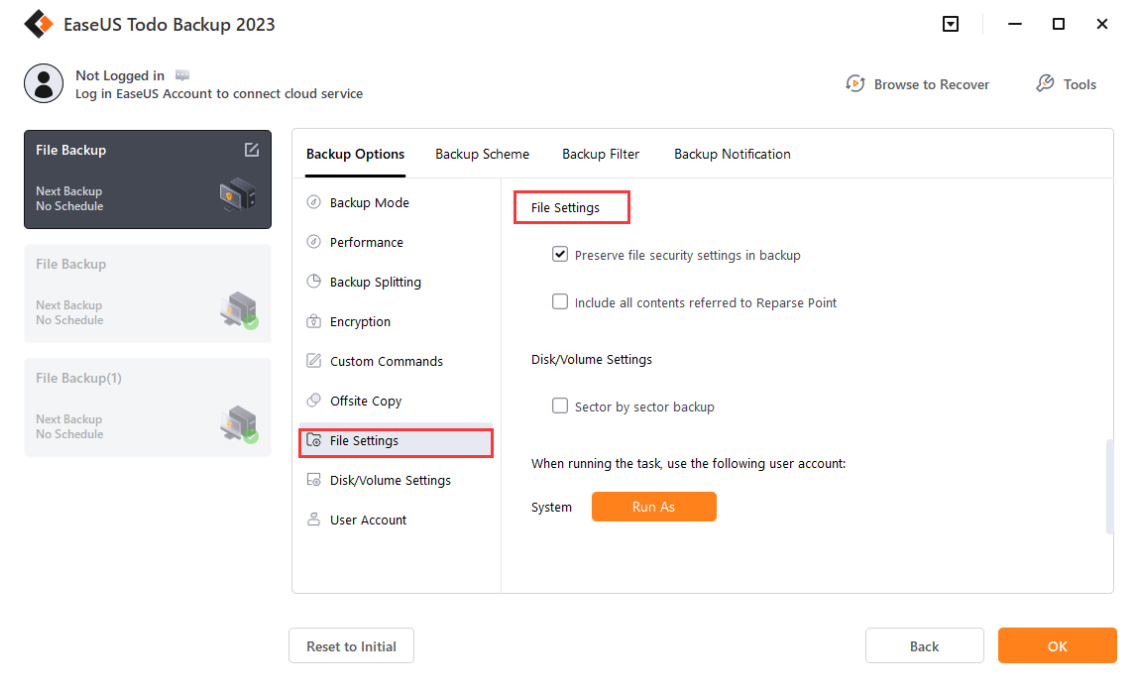 EaseUS Todo Backup 2023
Not Logged in
Log in EaseUS Account to connect cloud service
Browse to Recover
Tools
File Backup
Next Backup
No Schedule
File Backup
Next Backup
No Schedule
File Backup(1)
Next Backup
No Schedule
Backup Options
Backup Scheme
Backup Filter
Backup Notification
Backup Mode
Performance
Backup Splitting
Encryption
Custom Commands
Offsite Copy
File Settings
Disk/Volume Settings
User Account
File Settings
Preserve file security settings in backup
Include all contents referred to Reparse Point
Disk/Volume Settings
Sector by sector backup
When running the task, use the following user account:
System
Run As
Reset to Initial
Back
OK